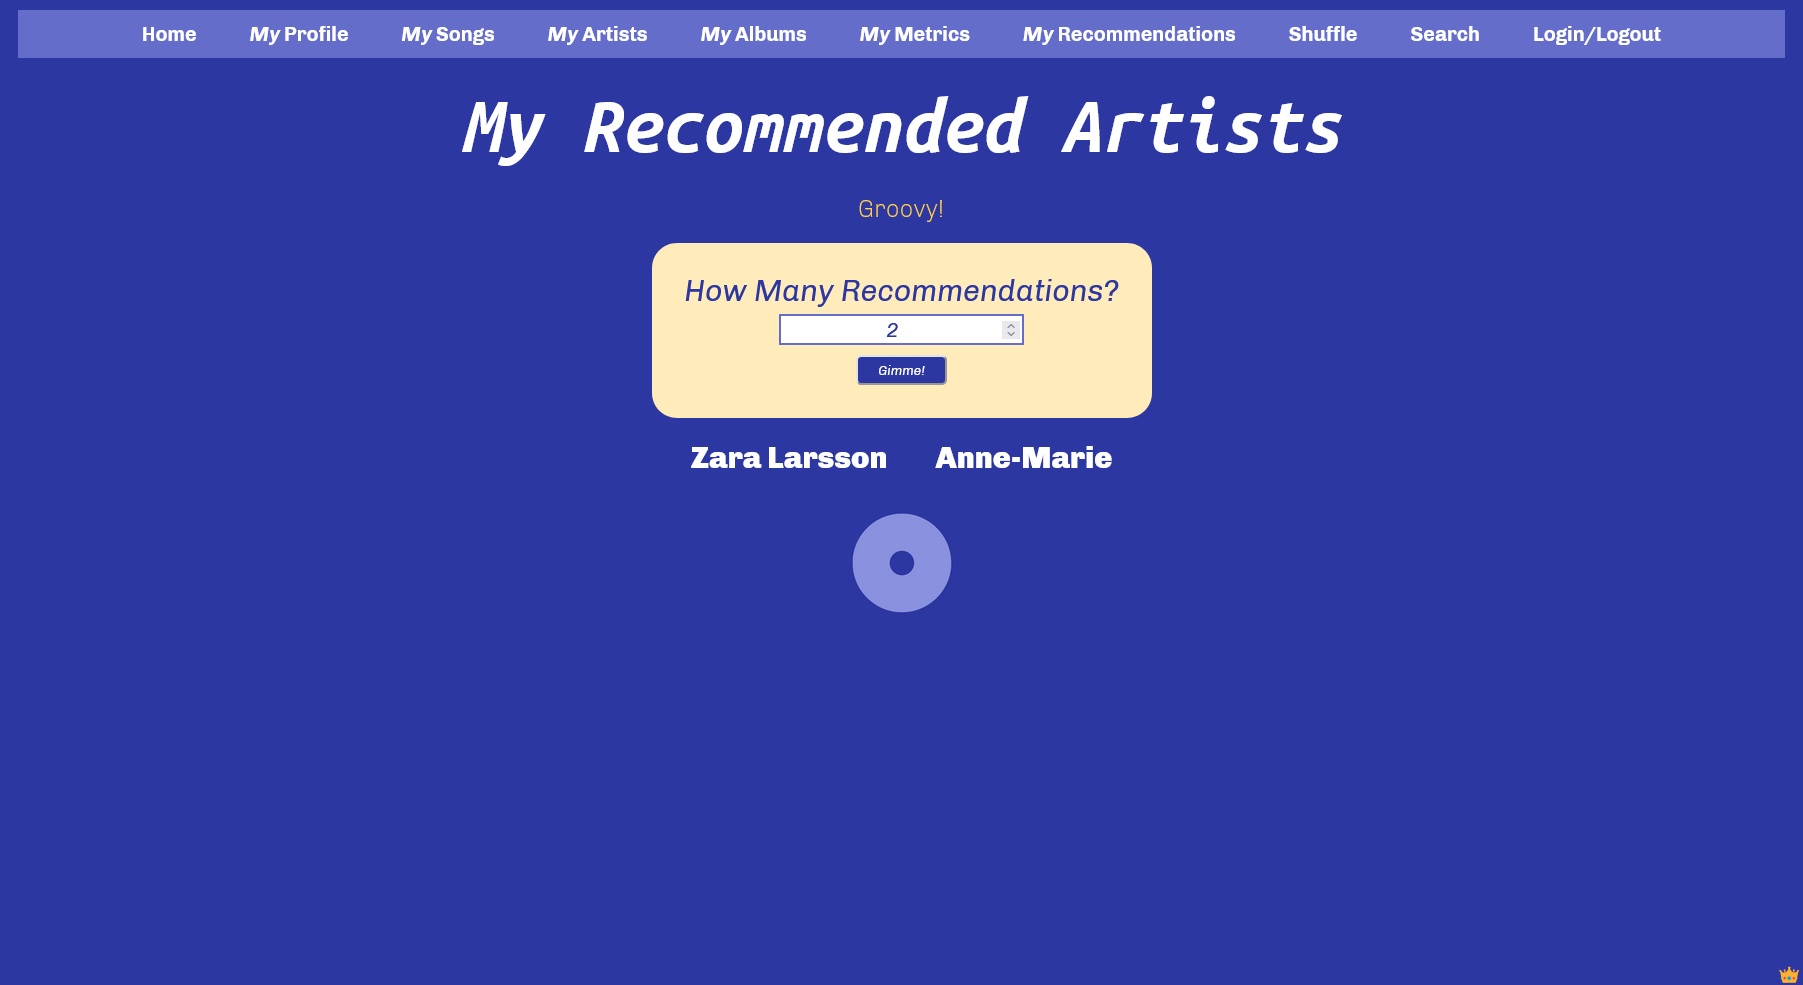 Home My Profile My Songs My Artists My Albums My Metrics My Recommendations Shuffle Search Login/Logout
My Recommended Artists
Groovy!
How Many Recommendations?
2
Gimme!
Zara Larsson Anne-Marie